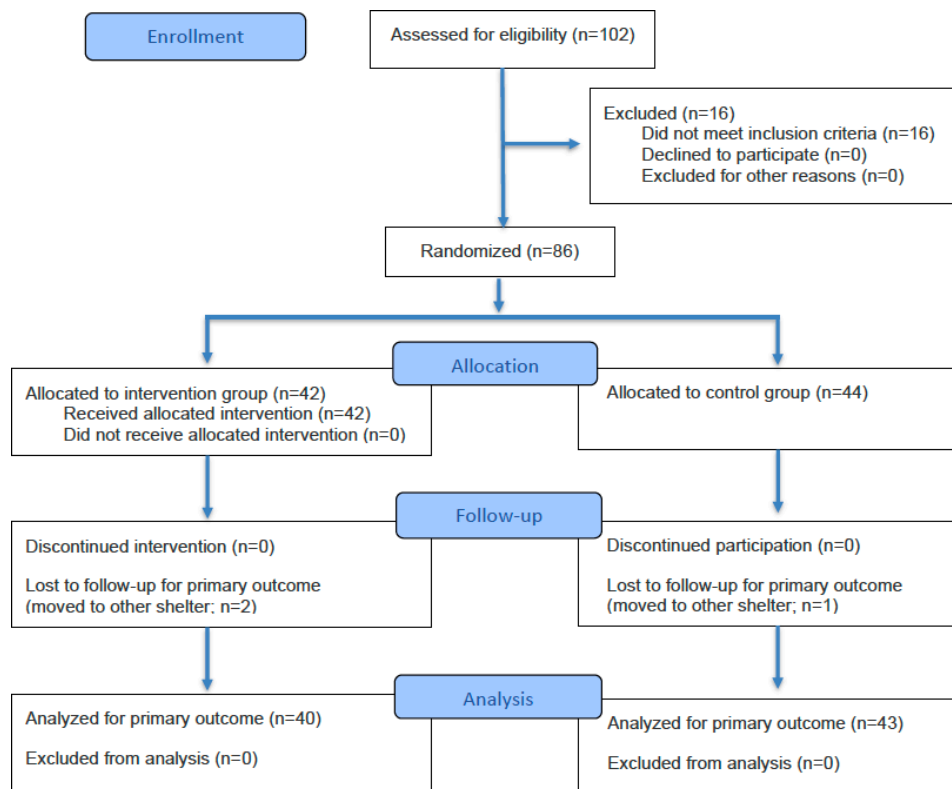 Enrollment
Assessed for eligibility (n=102)
Excluded (n=16)
Did not meet inclusion criteria (n=16)
Declined to participate (n=0)
Excluded for other reasons (n=0)
Randomized (n=86)
Allocation
Allocated to intervention group (n=42)
Received allocated intervention (n=42)
Did not receive allocated intervention (n=0)
Allocated to control group (n=44)
Follow-up
Discontinued intervention (n=0)
Lost to follow-up for primary outcome
(moved to other shelter; n=2)
Discontinued participation (n=0)
Lost to follow-up for primary outcome
(moved to other shelter; n=1)
Analysis
Analyzed for primary outcome (n=40)
Excluded from analysis (n=0)
Analyzed for primary outcome (n=43)
Excluded from analysis (n=0)